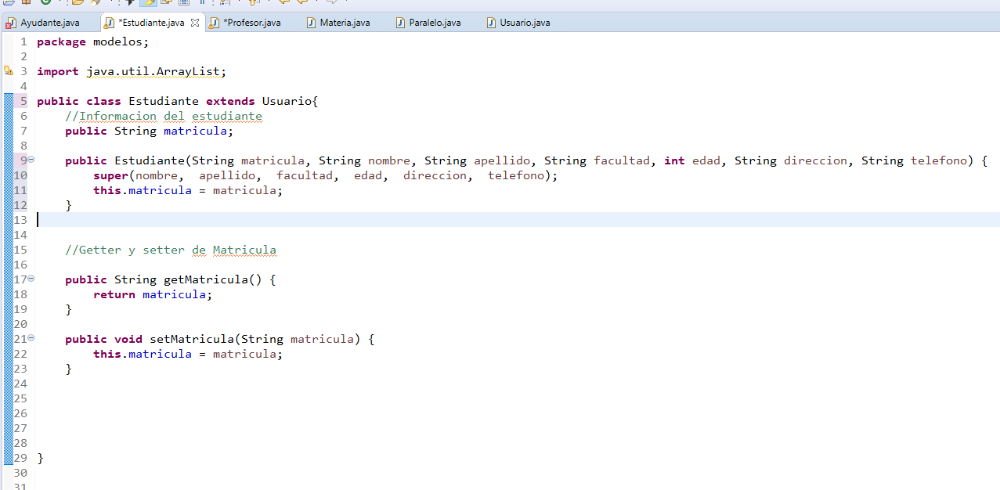 Ayudante.java *Estudiante.java *Profesor.java Materia.java Paralelo.java Usuario.java
1 package modelos;
2
3 import java.util.ArrayList;
4
5 public class Estudiante extends Usuario{
6 //Informacion del estudiante
7 public String matricula;
8
9 public Estudiante(String matricula, String nombre, String apellido, String facultad, int edad, String direccion, String telefono) {
10 super(nombre,  apellido,  facultad,  edad,  direccion,  telefono);
11 this.matricula = matricula;
12 }
13
14
15 //Getter y setter de Matricula
16
17 public String getMatricula() {
18 return matricula;
19 }
20
21 public void setMatricula(String matricula) {
22 this.matricula = matricula;
23 }
24
25
26
27
28
29 }
30
31